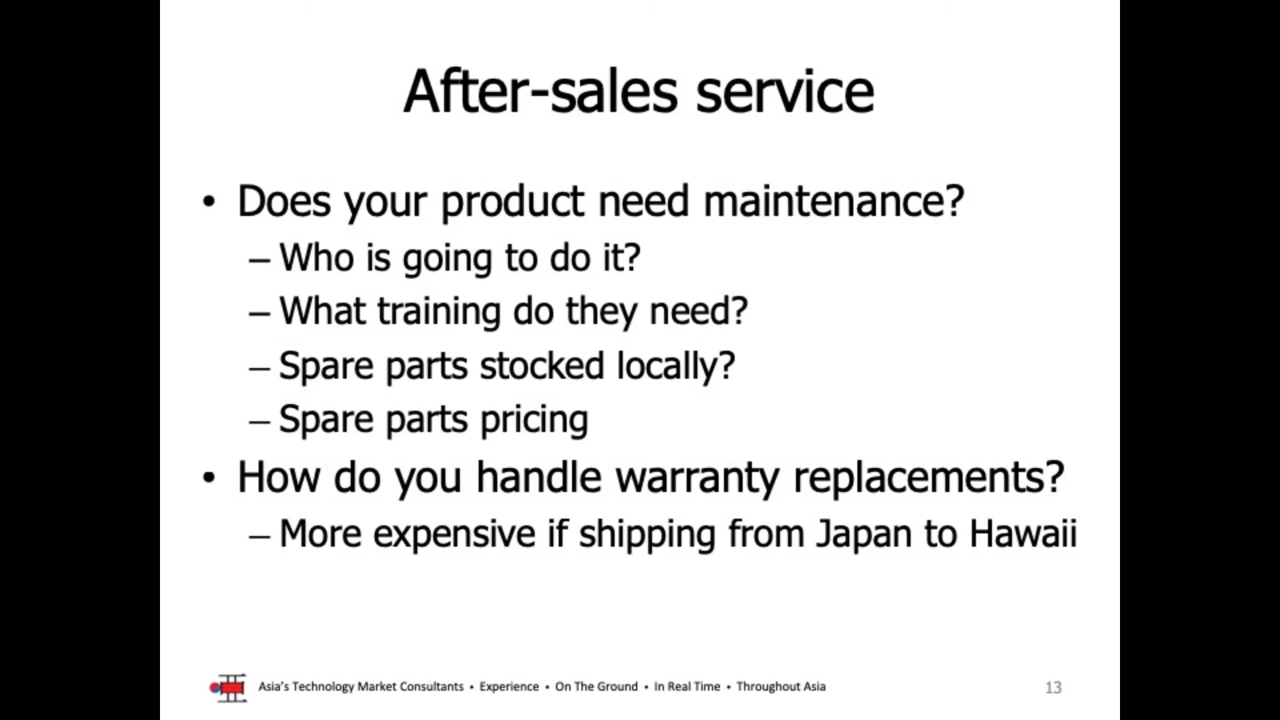 After-sales service
• Does your product need maintenance?
– Who is going to do it?
– What training do they need?
– Spare parts stocked locally?
– Spare parts pricing
• How do you handle warranty replacements?
– More expensive if shipping from Japan to Hawaii
Asia's Technology Market Consultants • Experience • On The Ground • In Real Time • Throughout Asia
13